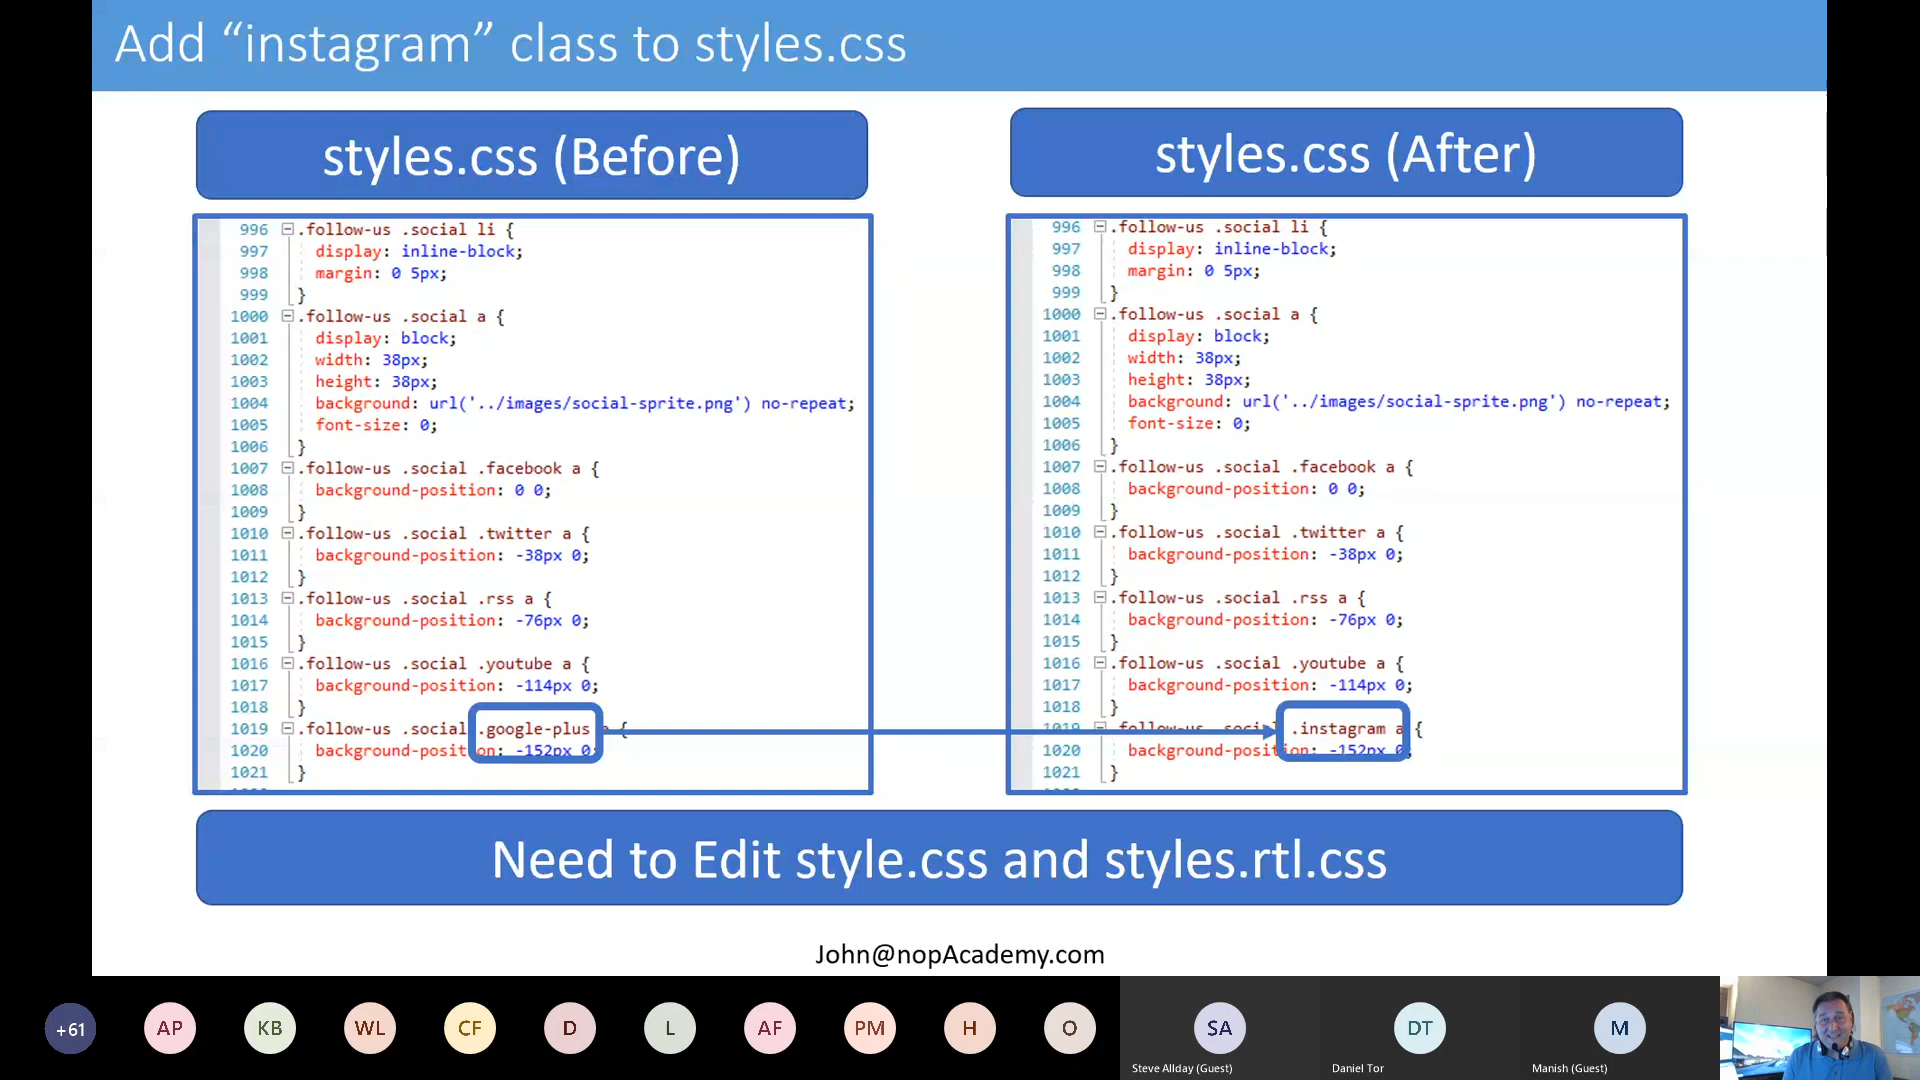 Add “instagram” class to styles.css
styles.css (Before)
996 .follow-us .social li {
997 display: inline-block;
998 margin: 0 5px;
999 }
1000 .follow-us .social a {
1001 display: block;
1002 width: 38px;
1003 height: 38px;
1004 background: url('../images/social-sprite.png') no-repeat;
1005 font-size: 0;
1006 }
1007 .follow-us .social .facebook a {
1008 background-position: 0 0;
1009 }
1010 .follow-us .social .twitter a {
1011 background-position: -38px 0;
1012 }
1013 .follow-us .social .rss a {
1014 background-position: -76px 0;
1015 }
1016 .follow-us .social .youtube a {
1017 background-position: -114px 0;
1018 }
1019 .follow-us .social .google-plus a {
1020 background-position: -152px 0;
1021 }
styles.css (After)
996 .follow-us .social li {
997 display: inline-block;
998 margin: 0 5px;
999 }
1000 .follow-us .social a {
1001 display: block;
1002 width: 38px;
1003 height: 38px;
1004 background: url('../images/social-sprite.png') no-repeat;
1005 font-size: 0;
1006 }
1007 .follow-us .social .facebook a {
1008 background-position: 0 0;
1009 }
1010 .follow-us .social .twitter a {
1011 background-position: -38px 0;
1012 }
1013 .follow-us .social .rss a {
1014 background-position: -76px 0;
1015 }
1016 .follow-us .social .youtube a {
1017 background-position: -114px 0;
1018 }
1019 .follow-us .social .instagram a {
1020 background-position: -152px 0;
1021 }
Need to Edit style.css and styles.rtl.css
John@nopAcademy.com
+61
AP
KB
WL
CF
D
L
AF
PM
H
O
SA
DT
M
Steve Allday (Guest)
Daniel Tor
Manish (Guest)